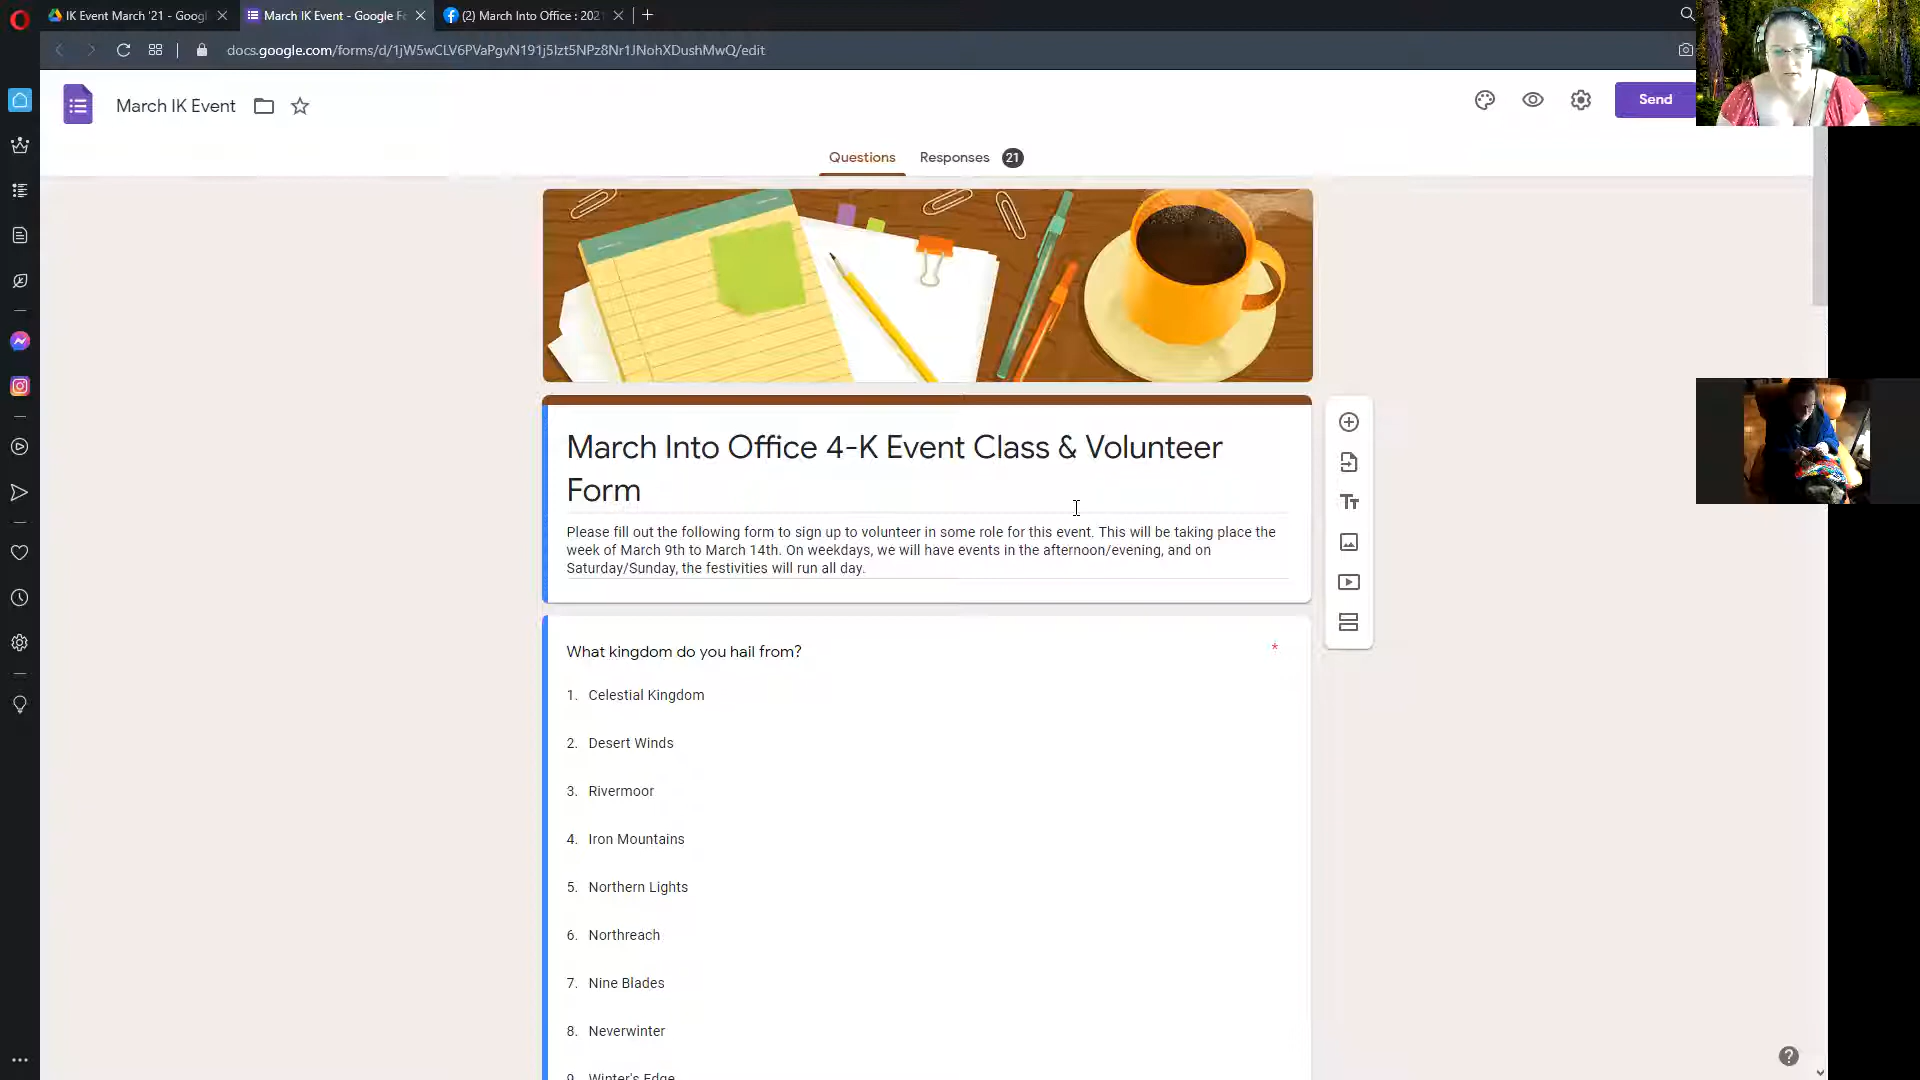 IK Event March '21 - Googl
March IK Event - Google Fo
(2) March Into Office : 202
docs.google.com/forms/d/1jW5wCLV6PVaPgvN191j5Izt5NPz8Nr1JNohXDushMwQ/edit
March IK Event
Send
Questions
Responses 21
March Into Office 4-K Event Class & Volunteer
Form
Please fill out the following form to sign up to volunteer in some role for this event. This will be taking place the
week of March 9th to March 14th. On weekdays, we will have events in the afternoon/evening, and on
Saturday/Sunday, the festivities will run all day.
What kingdom do you hail from? *
1. Celestial Kingdom
2. Desert Winds
3. Rivermoor
4. Iron Mountains
5. Northern Lights
6. Northreach
7. Nine Blades
8. Neverwinter
9. Winter's Edge